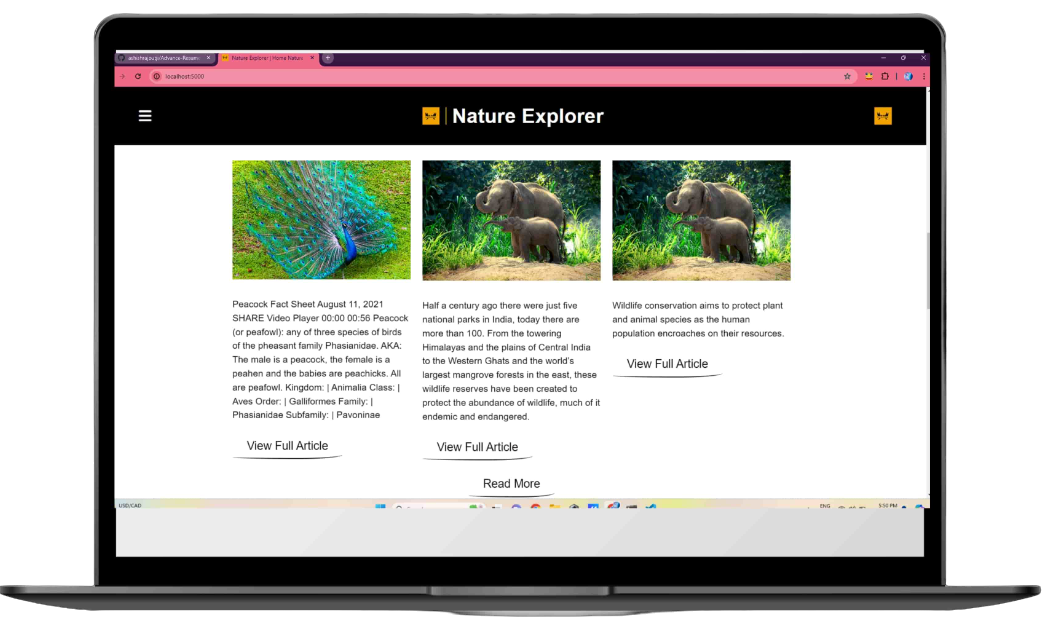 Nature Explorer | Home Nature
localhost:5000
Nature Explorer
Peacock Fact Sheet August 11, 2021
SHARE Video Player 00:00 00:56 Peacock
(or peafowl): any of three species of birds
of the pheasant family Phasianidae. AKA:
The male is a peacock, the female is a
peahen and the babies are peachicks. All
are peafowl. Kingdom: | Animalia Class: |
Aves Order: | Galliformes Family: |
Phasianidae Subfamily: | Pavoninae
View Full Article
Half a century ago there were just five
national parks in India, today there are
more than 100. From the towering
Himalayas and the plains of Central India
to the Western Ghats and the world's
largest mangrove forests in the east, these
wildlife reserves have been created to
protect the abundance of wildlife, much of it
endemic and endangered.
View Full Article
Wildlife conservation aims to protect plant
and animal species as the human
population encroaches on their resources.
View Full Article
Read More
USD/CAD
ENG
5:50 PM